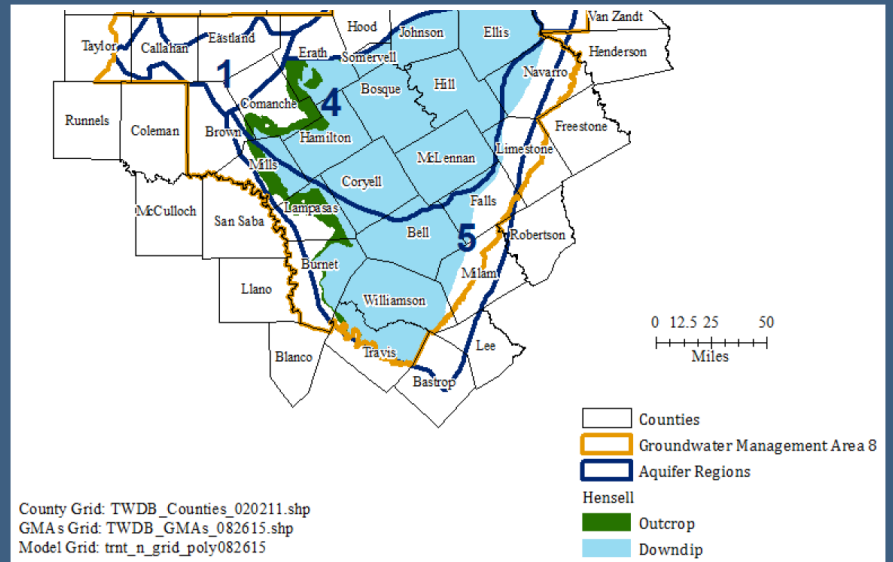 Van Zandt
Hood
Johnson
Ellis
Taylor
Callahan
Eastland
Erath
Somervell
Henderson
Navarro
1
Bosque
Hill
4
Comanche
Runnels
Coleman
Brown
Hamilton
Freestone
Limestone
McLennan
Mills
Coryell
Falls
Lampasas
McCulloch
San Saba
Bell
5
Robertson
Burnet
Milam
Llano
Williamson
0 12.5 25 50
Miles
Blanco
Travis
Lee
Bastrop
Counties
Groundwater Management Area 8
Aquifer Regions
Hensell
Outcrop
Downdip
County Grid: TWDB_Counties_020211.shp
GMAs Grid: TWDB_GMAs_082615.shp
Model Grid: trnt_n_grid_poly082615